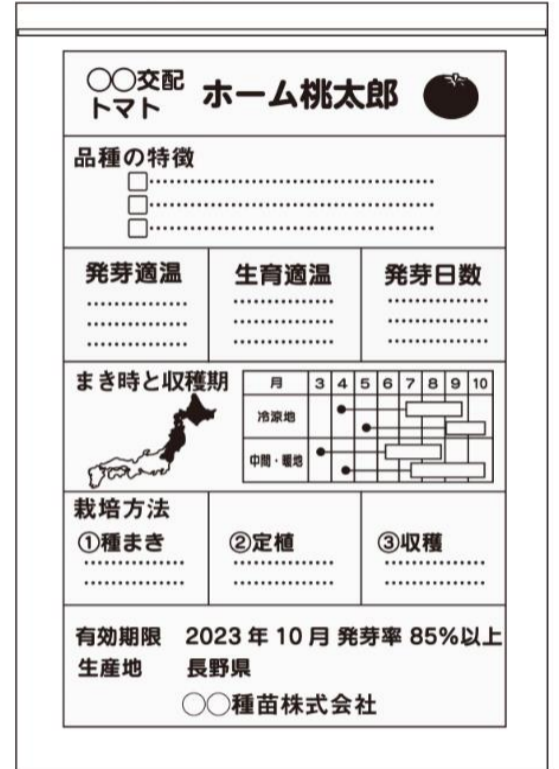 〇〇交配
トマト
ホーム桃太郎
品種の特徴
発芽適温
生育適温
発芽日数
まき時と収穫期
月 3 4 5 6 7 8 9 10
冷涼地
中間・暖地
栽培方法
①種まき
②定植
③収穫
有効期限 2023年10月 発芽率 85%以上
生産地 長野県
〇〇種苗株式会社